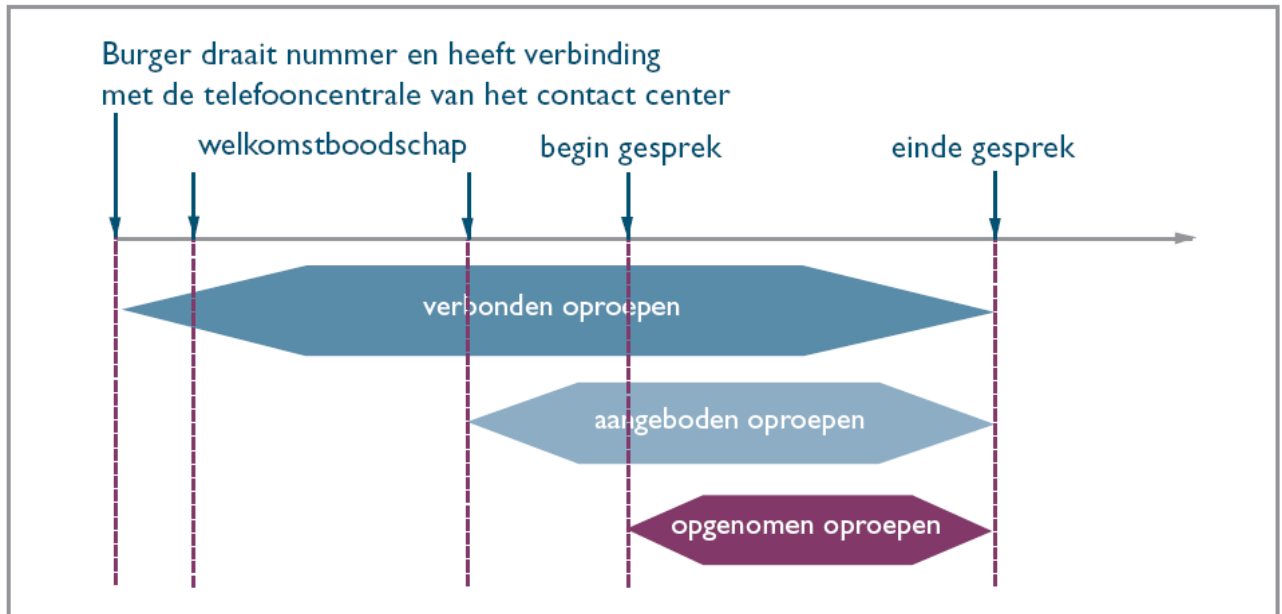 Burger draait nummer en heeft verbinding
met de telefooncentrale van het contact center
welkomstboodschap
begin gesprek
einde gesprek
verbonden oproepen
aangeboden oproepen
opgenomen oproepen